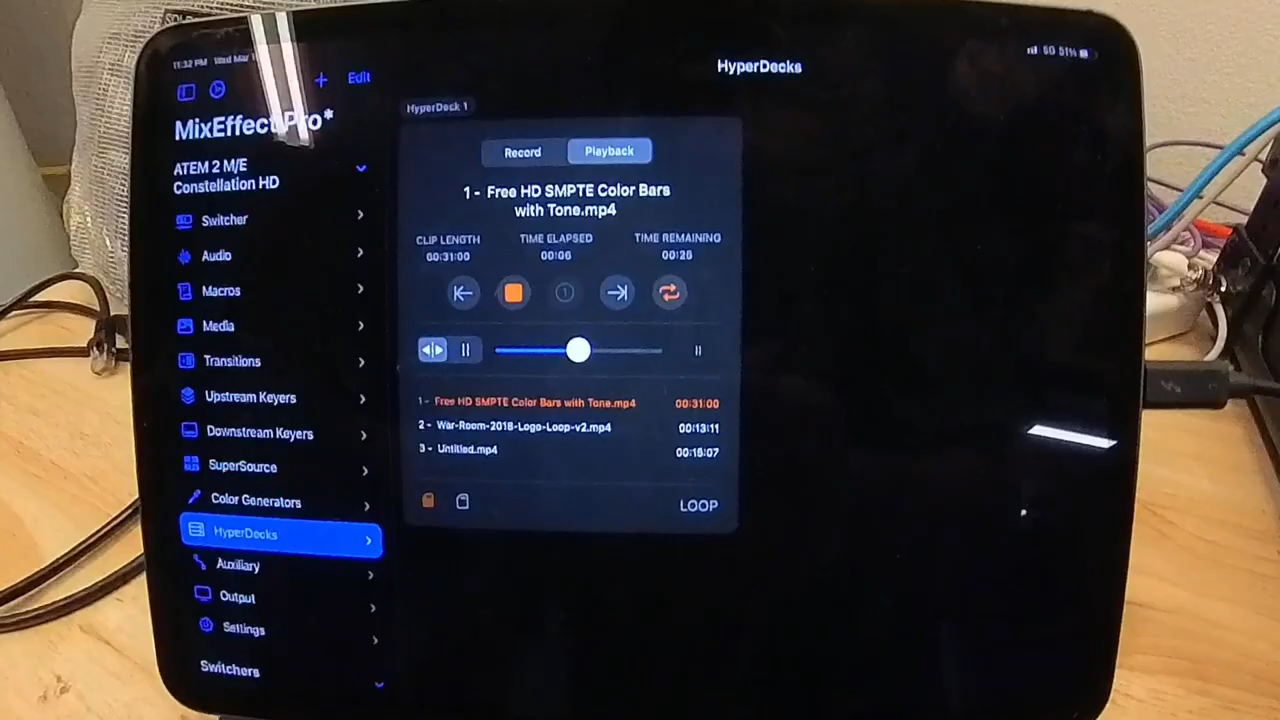 11:32 PM Wed Mar
5G 51%
Edit
HyperDecks
MixEffect Pro*
ATEM 2 M/E
Constellation HD
Switcher
Audio
Macros
Media
Transitions
Upstream Keyers
Downstream Keyers
SuperSource
Color Generators
HyperDecks
Auxiliary
Output
Settings
Switchers
HyperDeck 1
Record Playback
1 - Free HD SMPTE Color Bars
with Tone.mp4
CLIP LENGTH TIME ELAPSED TIME REMAINING
00:31:00 00:06 00:26
1
1 - Free HD SMPTE Color Bars with Tone.mp4 00:31:00
2 - War-Room-2018-Logo-Loop-v2.mp4 00:13:11
3 - Untitled.mp4 00:15:07
LOOP